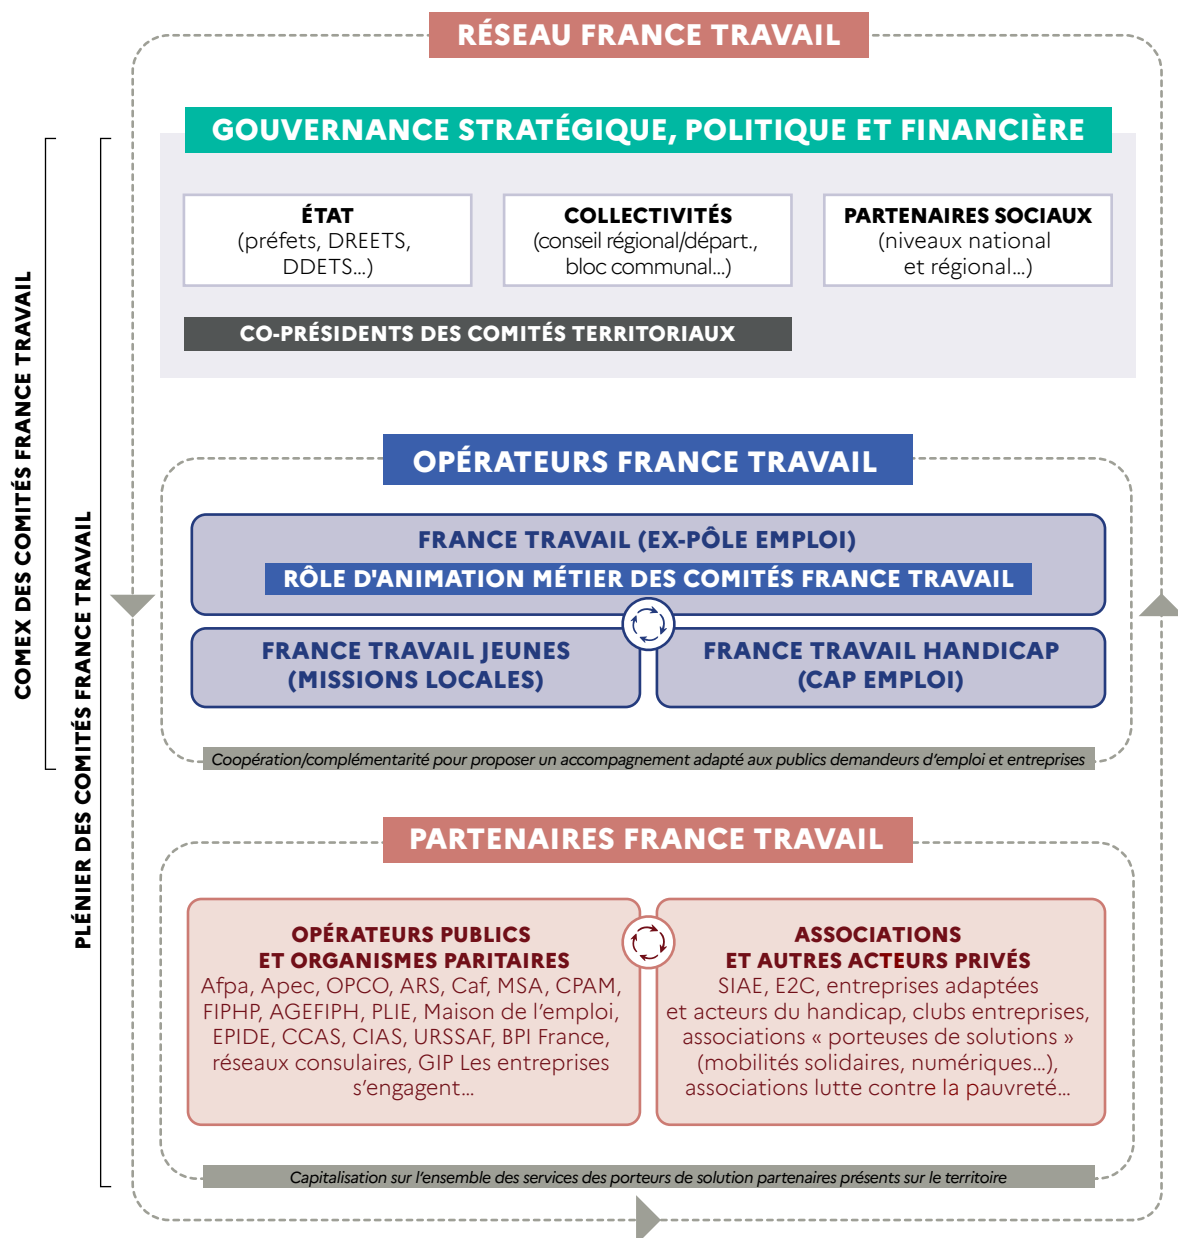 RÉSEAU FRANCE TRAVAIL
GOUVERNANCE STRATÉGIQUE, POLITIQUE ET FINANCIÈRE
ÉTAT
(préfets, DREETS,
DDETS…)
COLLECTIVITÉS
(conseil régional/départ.,
bloc communal…)
PARTENAIRES SOCIAUX
(niveaux national
et régional…)
CO-PRÉSIDENTS DES COMITÉS TERRITORIAUX
COMEX DES COMITÉS FRANCE TRAVAIL
PLÉNIER DES COMITÉS FRANCE TRAVAIL
OPÉRATEURS FRANCE TRAVAIL
FRANCE TRAVAIL (EX-PÔLE EMPLOI)
RÔLE D'ANIMATION MÉTIER DES COMITÉS FRANCE TRAVAIL
FRANCE TRAVAIL JEUNES
(MISSIONS LOCALES)
FRANCE TRAVAIL HANDICAP
(CAP EMPLOI)
Coopération/complémentarité pour proposer un accompagnement adapté aux publics demandeurs d’emploi et entreprises
PARTENAIRES FRANCE TRAVAIL
OPÉRATEURS PUBLICS
ET ORGANISMES PARITAIRES
Afpa, Apec, OPCO, ARS, Caf, MSA, CPAM,
FIPHP, AGEFIPH, PLIE, Maison de l’emploi,
EPIDE, CCAS, CIAS, URSSAF, BPI France,
réseaux consulaires, GIP Les entreprises
s’engagent…
ASSOCIATIONS
ET AUTRES ACTEURS PRIVÉS
SIAE, E2C, entreprises adaptées
et acteurs du handicap, clubs entreprises,
associations « porteuses de solutions »
(mobilités solidaires, numériques…),
associations lutte contre la pauvreté…
Capitalisation sur l’ensemble des services des porteurs de solution partenaires présents sur le territoire